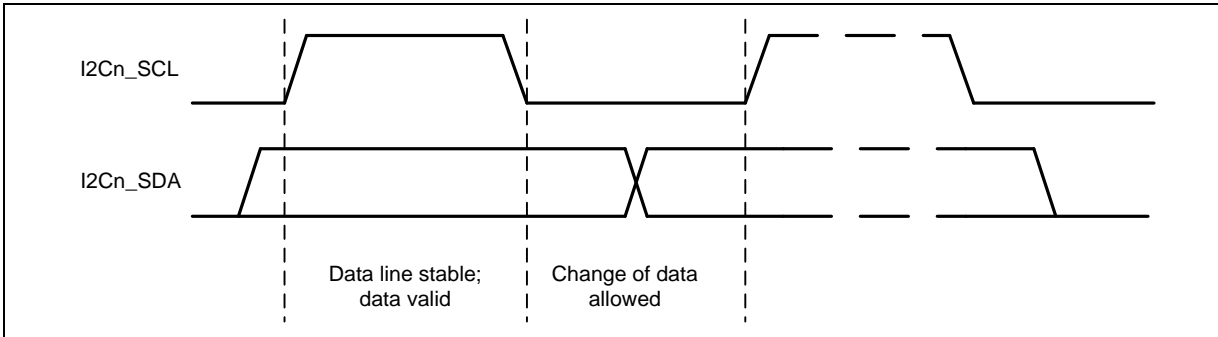 I2Cn_SCL
I2Cn_SDA
Data line stable;
data valid
Change of data
allowed